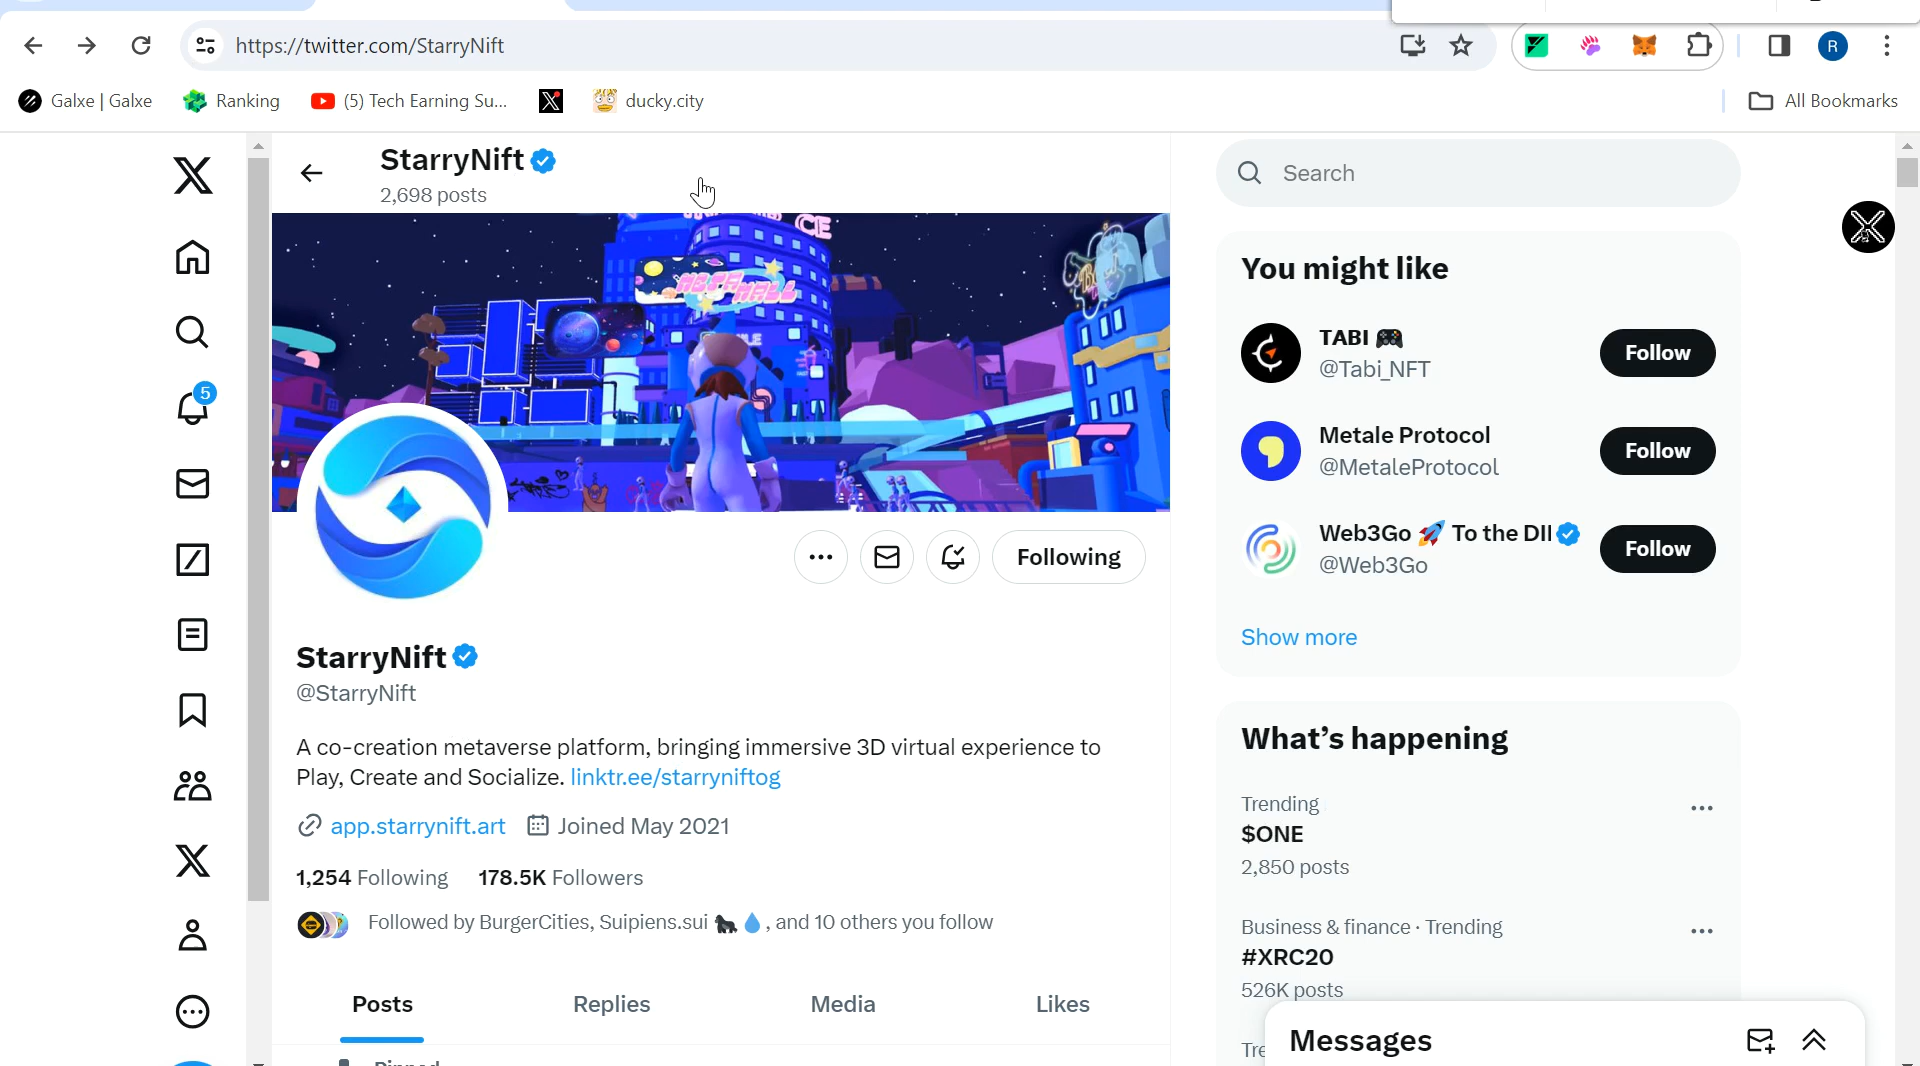 https://twitter.com/StarryNift
R
Galxe | Galxe
Ranking
(5) Tech Earning Su...
ducky.city
All Bookmarks
StarryNift
2,698 posts
Search
META MALL
You might like
TABI 🎮
@Tabi_NFT
Follow
Metale Protocol
@MetaleProtocol
Follow
Web3Go 🚀 To the DII
@Web3Go
Follow
Show more
5
Following
StarryNift
@StarryNift
A co-creation metaverse platform, bringing immersive 3D virtual experience to
Play, Create and Socialize. linktr.ee/starryniftog
app.starrynift.art
Joined May 2021
1,254 Following
178.5K Followers
Followed by BurgerCities, Suipiens.sui 🦍💧, and 10 others you follow
Posts
Replies
Media
Likes
Pinned
What's happening
Trending
$ONE
2,850 posts
Business & finance · Trending
#XRC20
526K posts
Tre
Messages